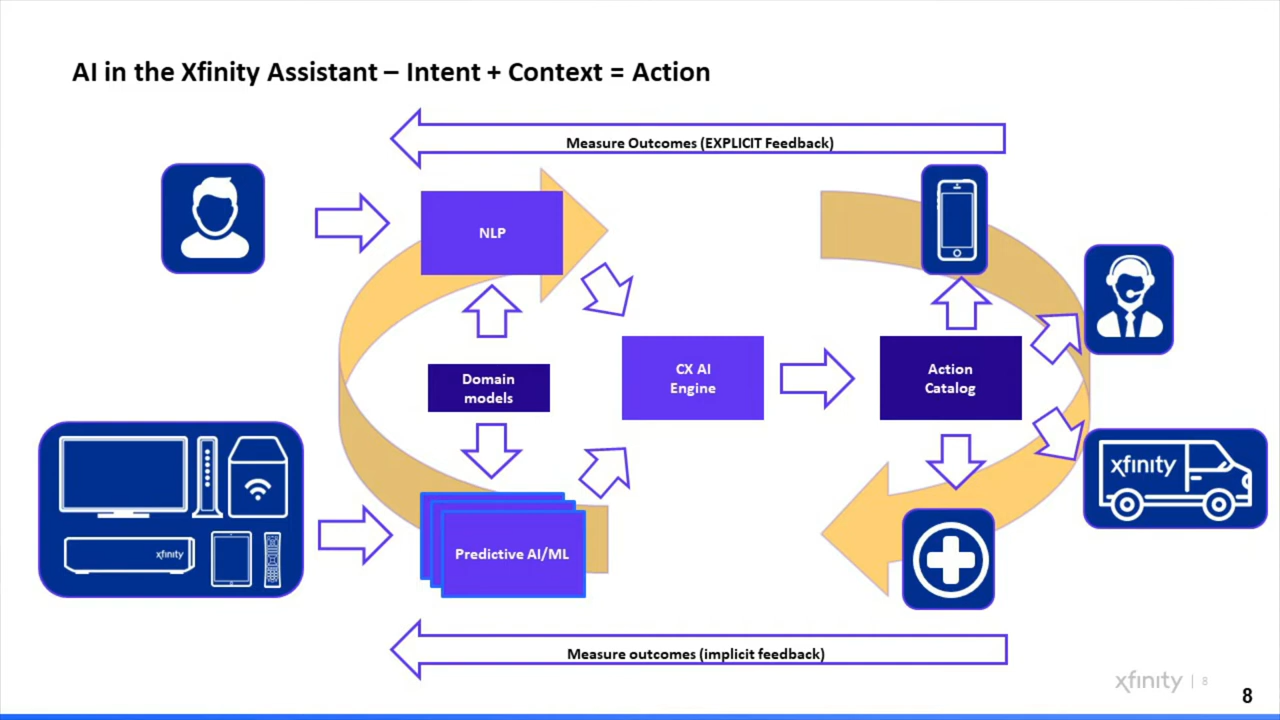 AI in the Xfinity Assistant – Intent + Context = Action
Measure Outcomes (EXPLICIT Feedback)
NLP
Domain
models
CX AI
Engine
Action
Catalog
xfinity
xfinity
Predictive AI/ML
Measure outcomes (implicit feedback)
xfinity | 8
8